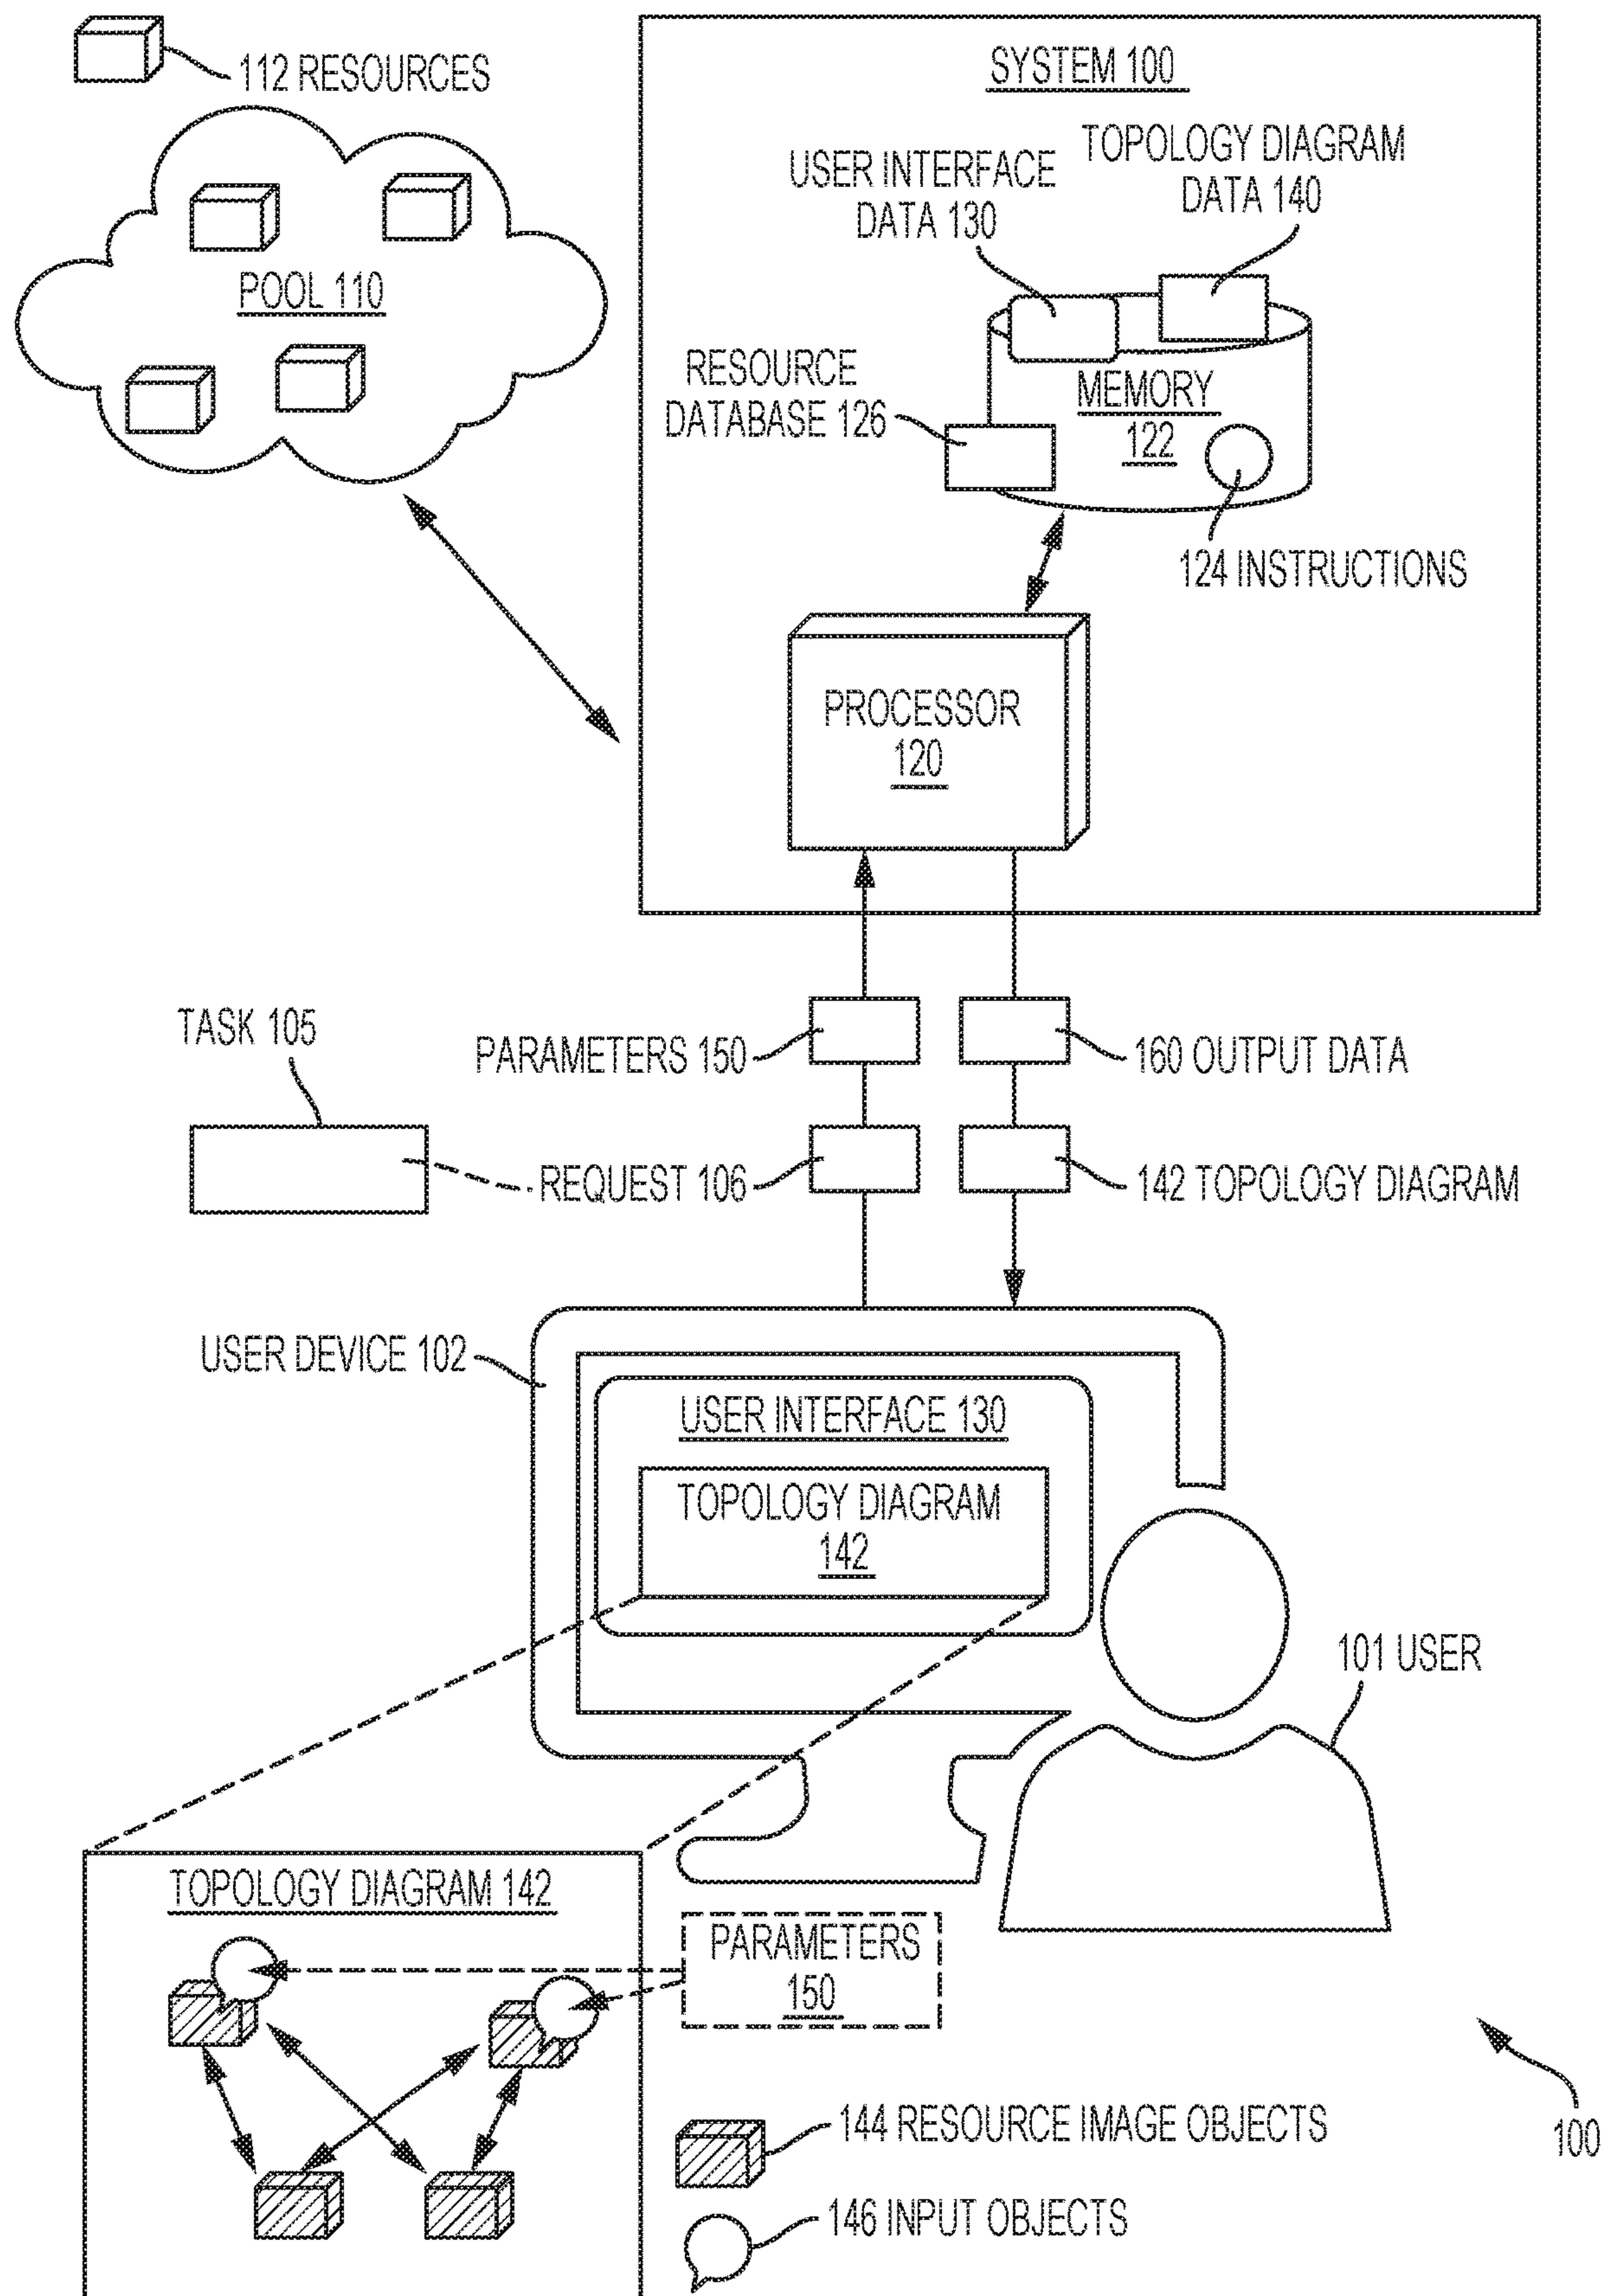 112 RESOURCES
POOL 110
SYSTEM 100
USER INTERFACE
DATA 130
TOPOLOGY DIAGRAM
DATA 140
RESOURCE
DATABASE 126
MEMORY
122
124 INSTRUCTIONS
PROCESSOR
120
TASK 105
PARAMETERS 150
160 OUTPUT DATA
REQUEST 106
142 TOPOLOGY DIAGRAM
USER DEVICE 102
USER INTERFACE 130
TOPOLOGY DIAGRAM
142
101 USER
TOPOLOGY DIAGRAM 142
PARAMETERS
150
144 RESOURCE IMAGE OBJECTS
100
146 INPUT OBJECTS